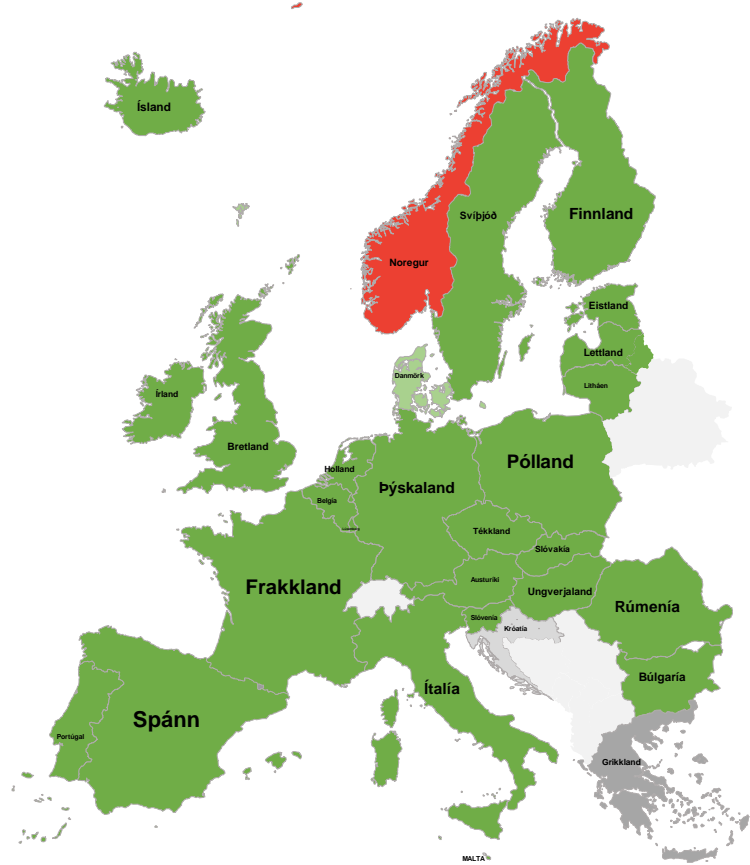 Ísland
Svíþjóð
Finnland
Noregur
Eistland
Lettland
Danmörk
Litháen
Írland
Bretland
Pólland
Holland
Þýskaland
Belgía
Tékkland
Slóvakía
Austuríki
Frakkland
Ungverjaland
Rúmenía
Slóvenía
Króatía
Búlgaría
Ítalía
Spánn
Portúgal
Grikkland
MALTA